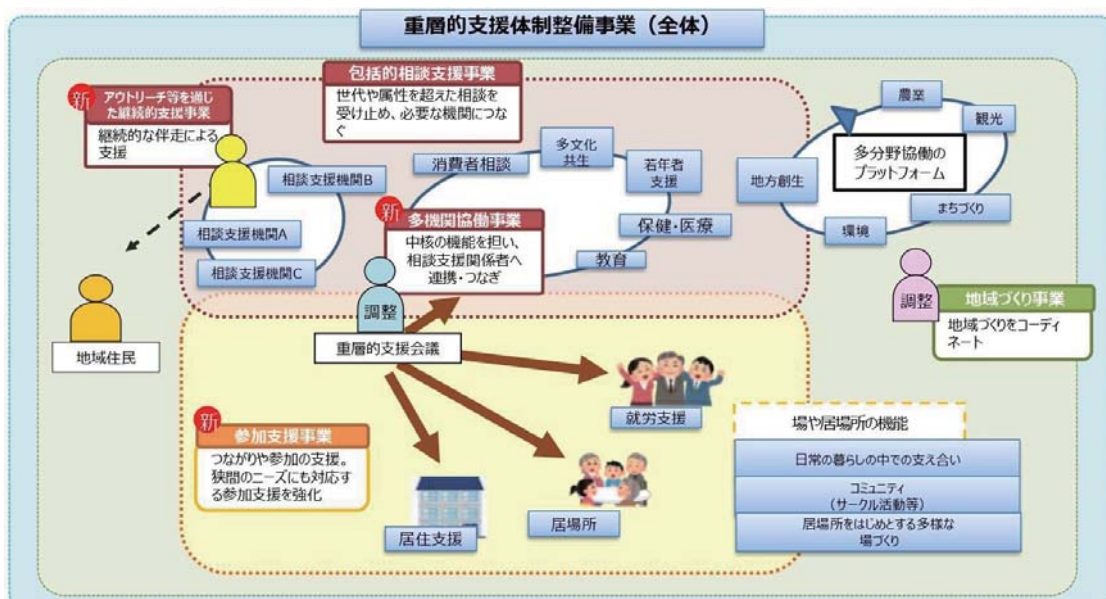 重層的支援体制整備事業（全体）
新
アウトリーチ等を通じ
た継続的支援事業
継続的な伴走による
支援
包括的相談支援事業
世代や属性を超えた相談を
受け止め、必要な機関につな
ぐ
相談支援機関B
相談支援機関A
相談支援機関C
消費者相談
多文化
共生
若年者
支援
保健・医療
教育
新
多機関協働事業
中核の機能を担い、
相談支援関係者へ
連携・つなぎ
調整
重層的支援会議
農業
観光
多分野協働の
プラットフォーム
地方創生
まちづくり
環境
調整
地域づくり事業
地域づくりをコーディ
ネート
地域住民
新
参加支援事業
つながりや参加の支援。
狭間のニーズにも対応す
る参加支援を強化
就労支援
居場所
居住支援
場や居場所の機能
日常の暮らしの中での支え合い
コミュニティ
（サークル活動等）
居場所をはじめとする多様な
場づくり